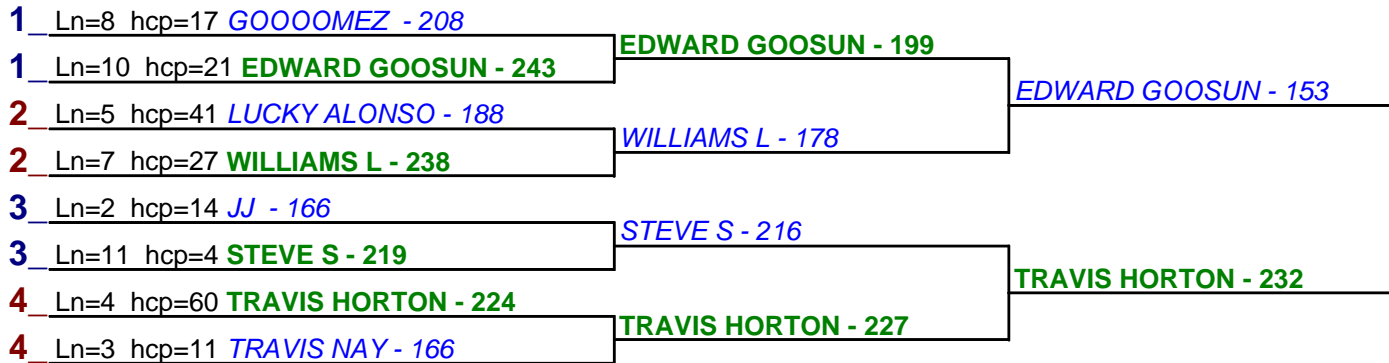 1_ Ln=8 hcp=17 GOOOOMEZ - 208
EDWARD GOOSUN - 199
1_ Ln=10 hcp=21 EDWARD GOOSUN - 243
EDWARD GOOSUN - 153
2_ Ln=5 hcp=41 LUCKY ALONSO - 188
WILLIAMS L - 178
2_ Ln=7 hcp=27 WILLIAMS L - 238
3_ Ln=2 hcp=14 JJ - 166
STEVE S - 216
3_ Ln=11 hcp=4 STEVE S - 219
TRAVIS HORTON - 232
4_ Ln=4 hcp=60 TRAVIS HORTON - 224
TRAVIS HORTON - 227
4_ Ln=3 hcp=11 TRAVIS NAY - 166